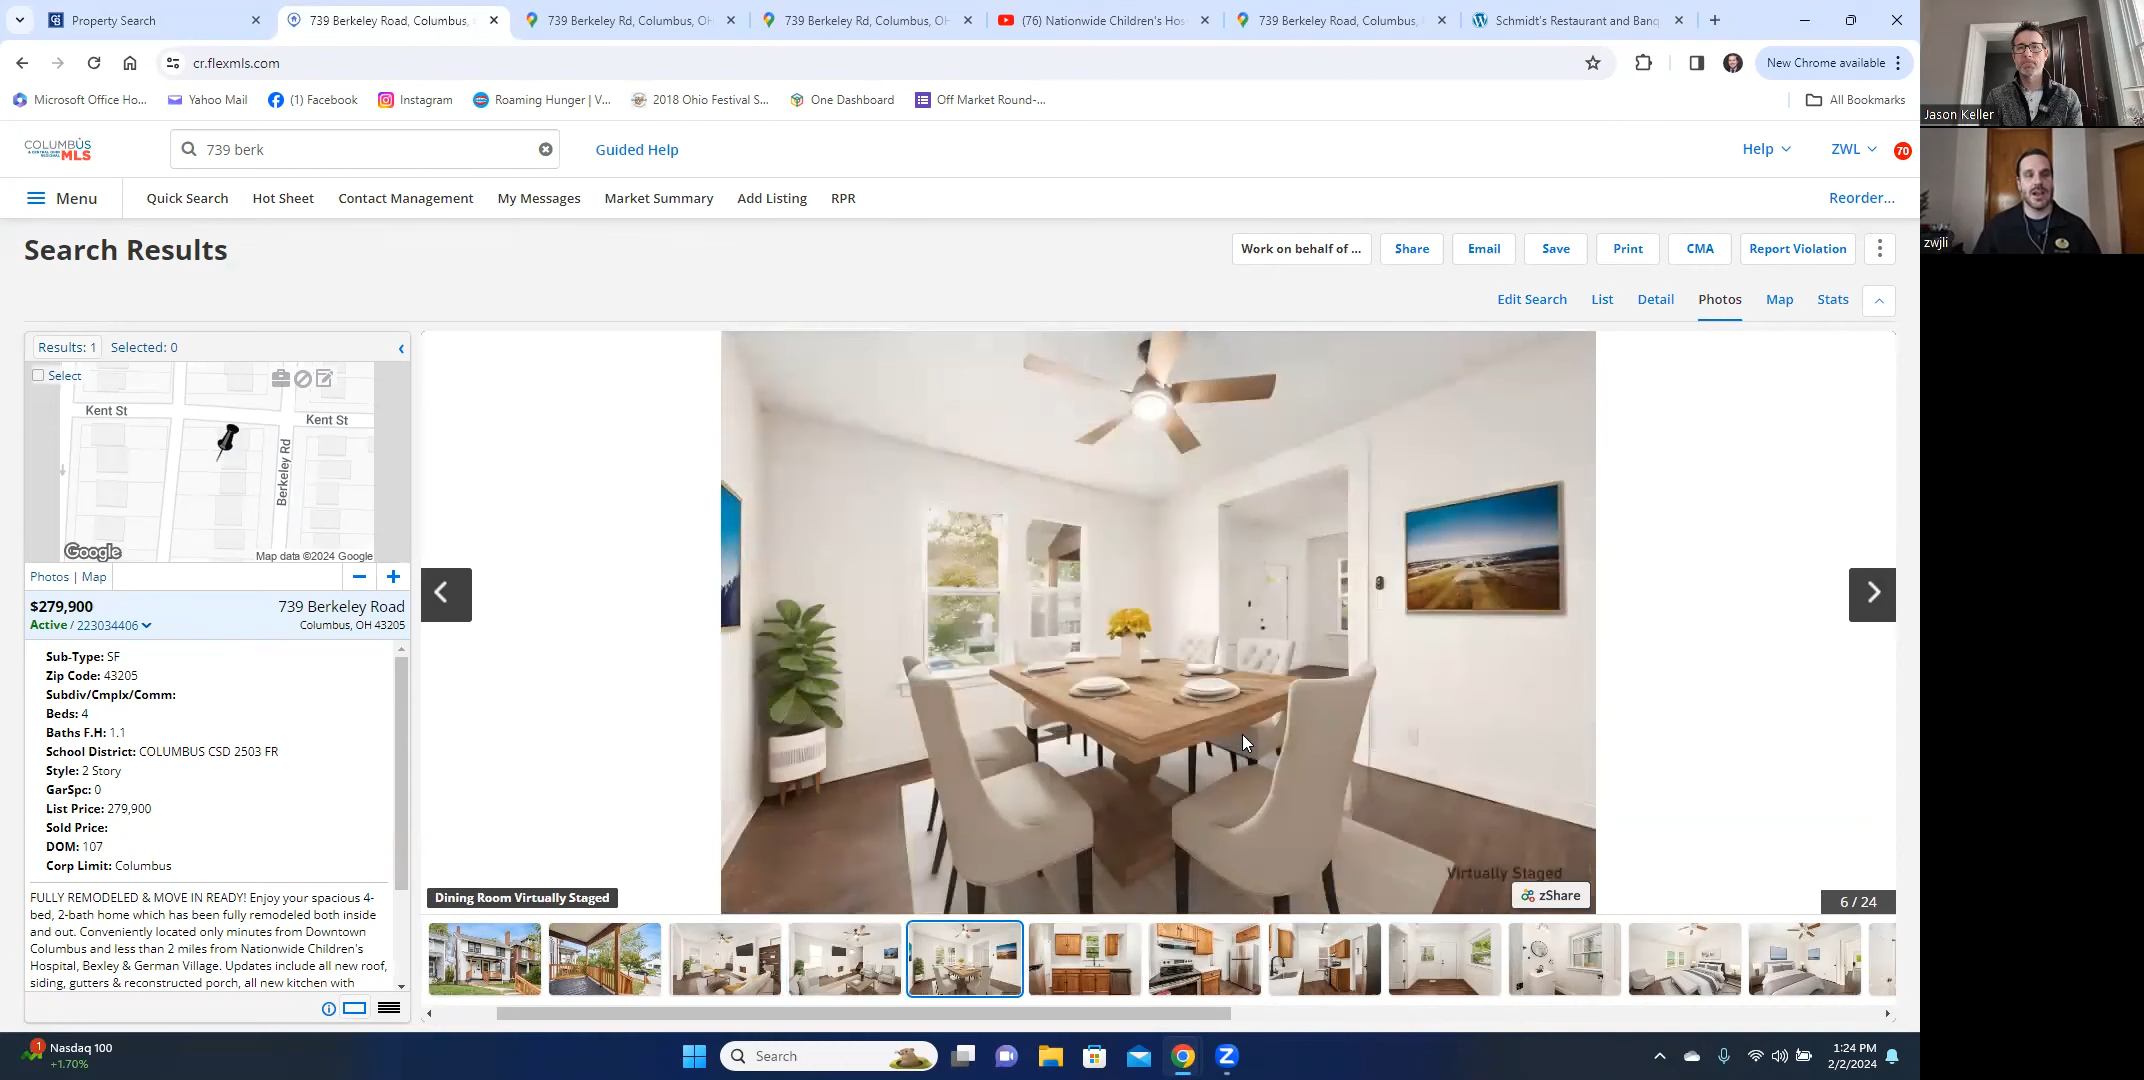 Property Search
739 Berkeley Road, Columbus,
739 Berkeley Rd, Columbus, OH
739 Berkeley Rd, Columbus, OH
(76) Nationwide Children's Hos
739 Berkeley Road, Columbus,
Schmidt's Restaurant and Banq
cr.flexmls.com
New Chrome available
Microsoft Office Ho...
Yahoo Mail
(1) Facebook
Instagram
Roaming Hunger | V...
2018 Ohio Festival S...
One Dashboard
Off Market Round-...
All Bookmarks
COLUMBUS
MLS
739 berk
Guided Help
Help
ZWL
70
Menu
Quick Search
Hot Sheet
Contact Management
My Messages
Market Summary
Add Listing
RPR
Reorder...
Search Results
Work on behalf of ...
Share
Email
Save
Print
CMA
Report Violation
Edit Search
List
Detail
Photos
Map
Stats
Results: 1
Selected: 0
Select
Kent St
Kent St
Berkeley Rd
Google
Map data ©2024 Google
Photos | Map
$279,900
739 Berkeley Road
Active / 223034406
Columbus, OH 43205
Sub-Type: SF
Zip Code: 43205
Subdiv/Cmplx/Comm:
Beds: 4
Baths F.H: 1.1
School District: COLUMBUS CSD 2503 FR
Style: 2 Story
GarSpc: 0
List Price: 279,900
Sold Price:
DOM: 107
Corp Limit: Columbus
FULLY REMODELED & MOVE IN READY! Enjoy your spacious 4-
bed, 2-bath home which has been fully remodeled both inside
and out. Conveniently located only minutes from Downtown
Columbus and less than 2 miles from Nationwide Children's
Hospital, Bexley & German Village. Updates include all new roof,
siding, gutters & reconstructed porch, all new kitchen with
Virtually Staged
Dining Room Virtually Staged
zShare
6 / 24
Jason Keller
zwjli
1
Nasdaq 100
+1.70%
Search
1:24 PM
2/2/2024